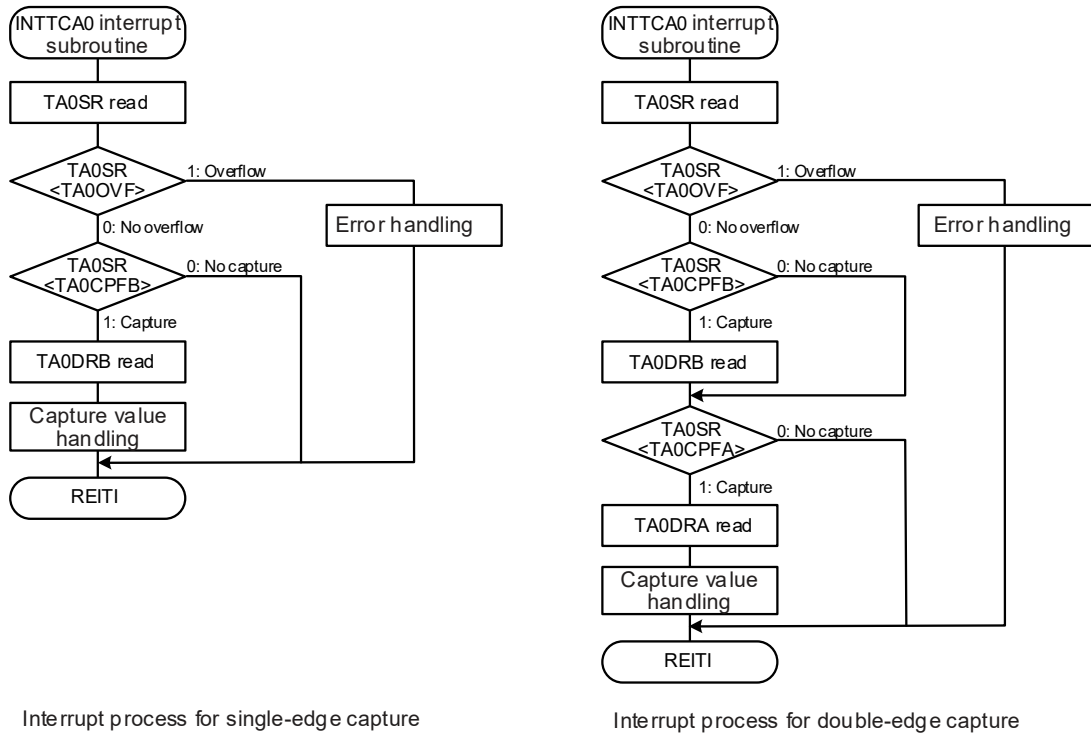 INTTCA0 interrupt
subroutine
TA0SR read
TA0SR
<TA0OVF>
1: Overflow
Error handling
0: No overflow
TA0SR
<TA0CPFB>
0: No capture
1: Capture
TA0DRB read
Capture value
handling
REITI
Interrupt process for single-edge capture
INTTCA0 interrupt
subroutine
TA0SR read
TA0SR
<TA0OVF>
1: Overflow
Error handling
0: No overflow
TA0SR
<TA0CPFB>
0: No capture
1: Capture
TA0DRB read
TA0SR
<TA0CPFA>
0: No capture
1: Capture
TA0DRA read
Capture value
handling
REITI
Interrupt process for double-edge capture